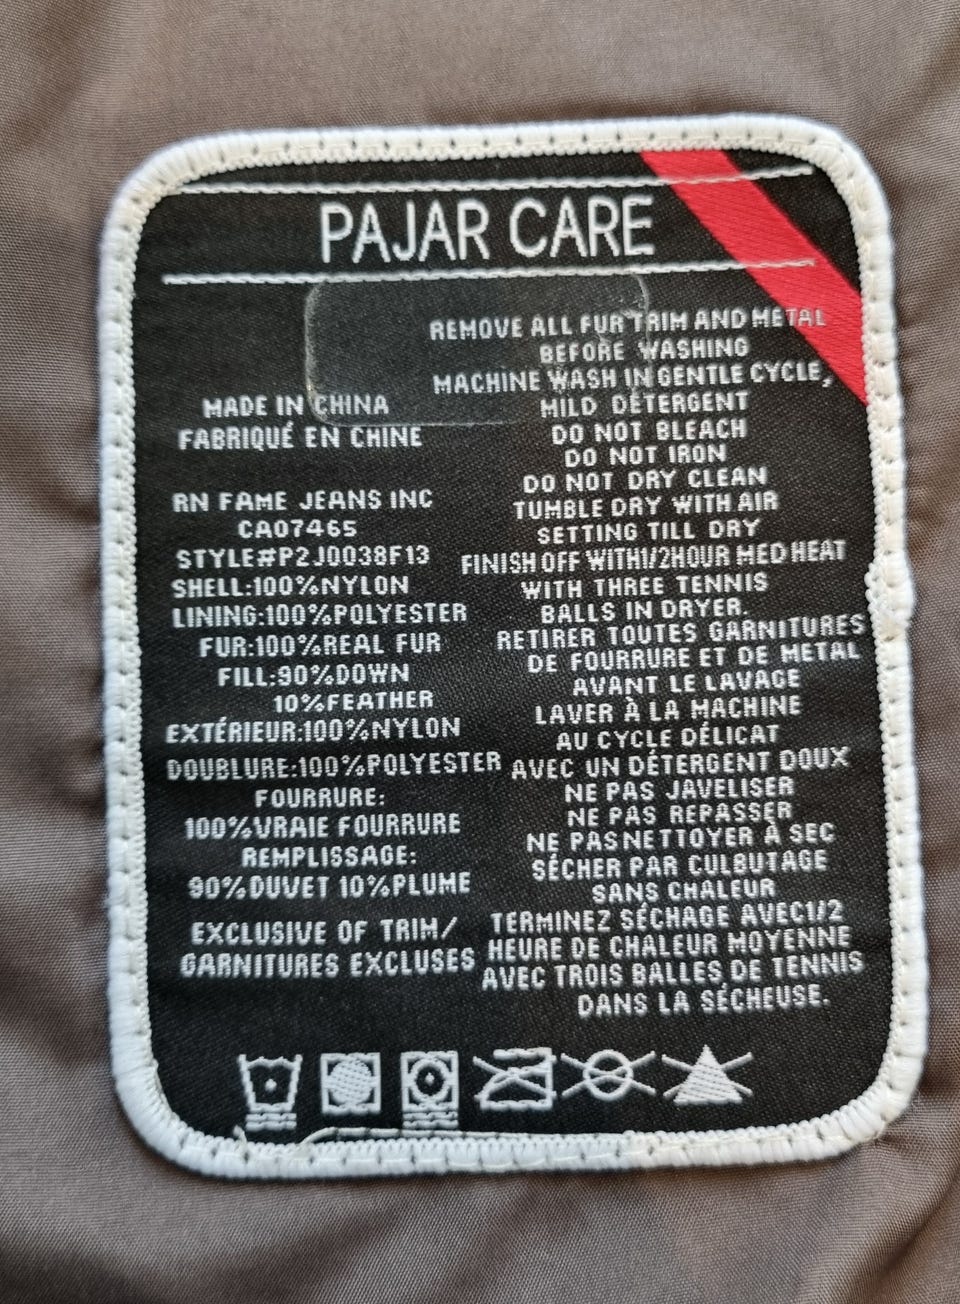 PAJAR CARE
MADE IN CHINA
FABRIQUÉ EN CHINE
RN FAME JEANS INC
CA07465
STYLE#P2J0038F13
SHELL:100%NYLON
LINING:100%POLYESTER
FUR:100%REAL FUR
FILL:90%DOWN
10%FEATHER
EXTÉRIEUR:100%NYLON
DOUBLURE:100%POLYESTER
FOURRURE:
100%VRAIE FOURRURE
REMPLISSAGE:
90%DUVET 10%PLUME
EXCLUSIVE OF TRIM/
GARNITURES EXCLUSES
REMOVE ALL FUR TRIM AND METAL
BEFORE WASHING
MACHINE WASH IN GENTLE CYCLE,
MILD DETERGENT
DO NOT BLEACH
DO NOT IRON
DO NOT DRY CLEAN
TUMBLE DRY WITH AIR
SETTING TILL DRY
FINISH OFF WITH1/2HOUR MED HEAT
WITH THREE TENNIS
BALLS IN DRYER.
RETIRER TOUTES GARNITURES
DE FOURRURE ET DE METAL
AVANT LE LAVAGE
LAVER À LA MACHINE
AU CYCLE DÉLICAT
AVEC UN DÉTERGENT DOUX
NE PAS JAVELISER
NE PAS REPASSER
NE PAS NETTOYER À SEC
SÉCHER PAR CULBUTAGE
SANS CHALEUR
TERMINEZ SÉCHAGE AVEC1/2
HEURE DE CHALEUR MOYENNE
AVEC TROIS BALLES DE TENNIS
DANS LA SÉCHEUSE.